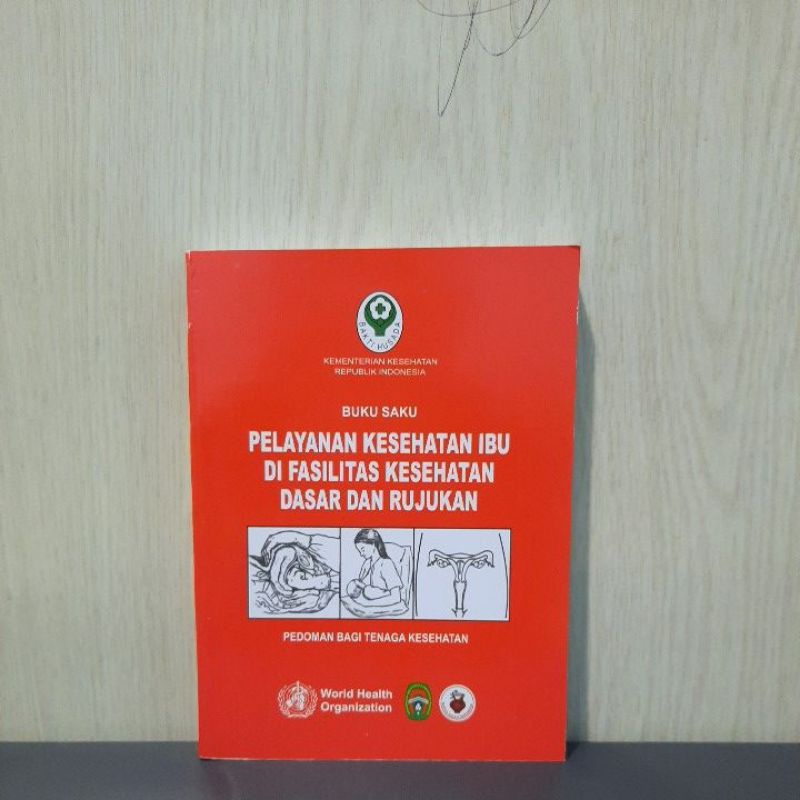 BAKTI HUSADA
KEMENTERIAN KESEHATAN
REPUBLIK INDONESIA
BUKU SAKU
PELAYANAN KESEHATAN IBU
DI FASILITAS KESEHATAN
DASAR DAN RUJUKAN
PEDOMAN BAGI TENAGA KESEHATAN
World Health
Organization